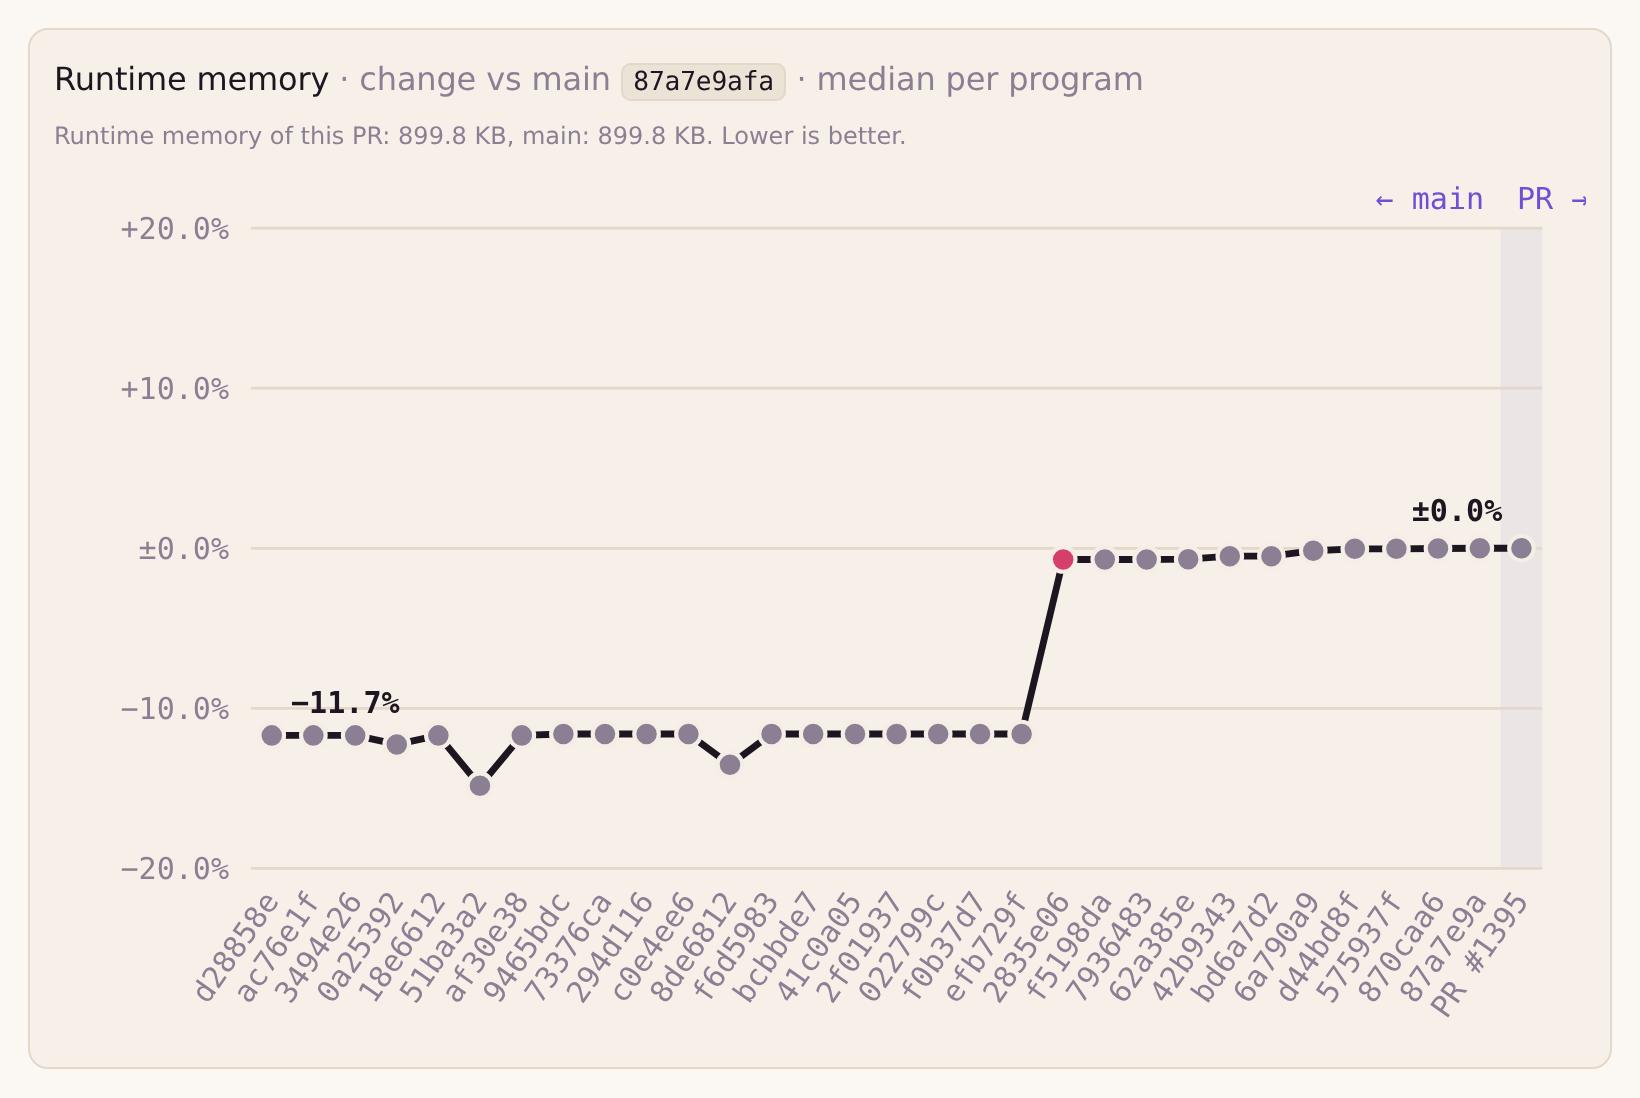 Runtime memory · change vs main 87a7e9afa · median per program
Runtime memory of this PR: 899.8 KB, main: 899.8 KB. Lower is better.
← main PR →
+20.0%
+10.0%
±0.0%
−10.0%
−20.0%
−11.7%
±0.0%
d28858e
ac76e1f
3494e26
0a25392
18e6612
51ba3a2
af30e38
9465bdc
73376ca
294d116
c0e4ee6
8de6812
f6d5983
bcbbde7
41c0a05
2f01937
022799c
f0b37d7
efb729f
2835e06
f5198da
7936483
62a385e
42b9343
bd6a7d2
6a790a9
d44bd8f
575937f
870caa6
87a7e9a
PR #1395